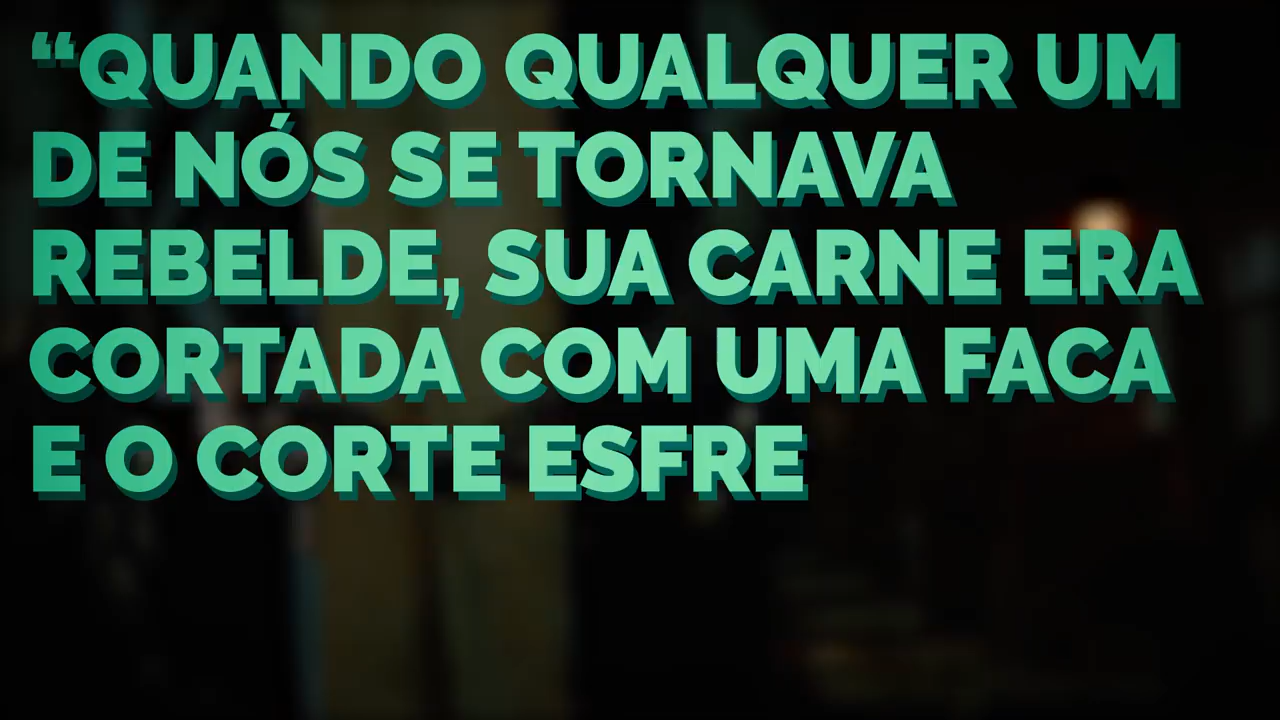 “QUANDO QUALQUER UM
DE NÓS SE TORNAVA
REBELDE, SUA CARNE ERA
CORTADA COM UMA FACA
E O CORTE ESFRE